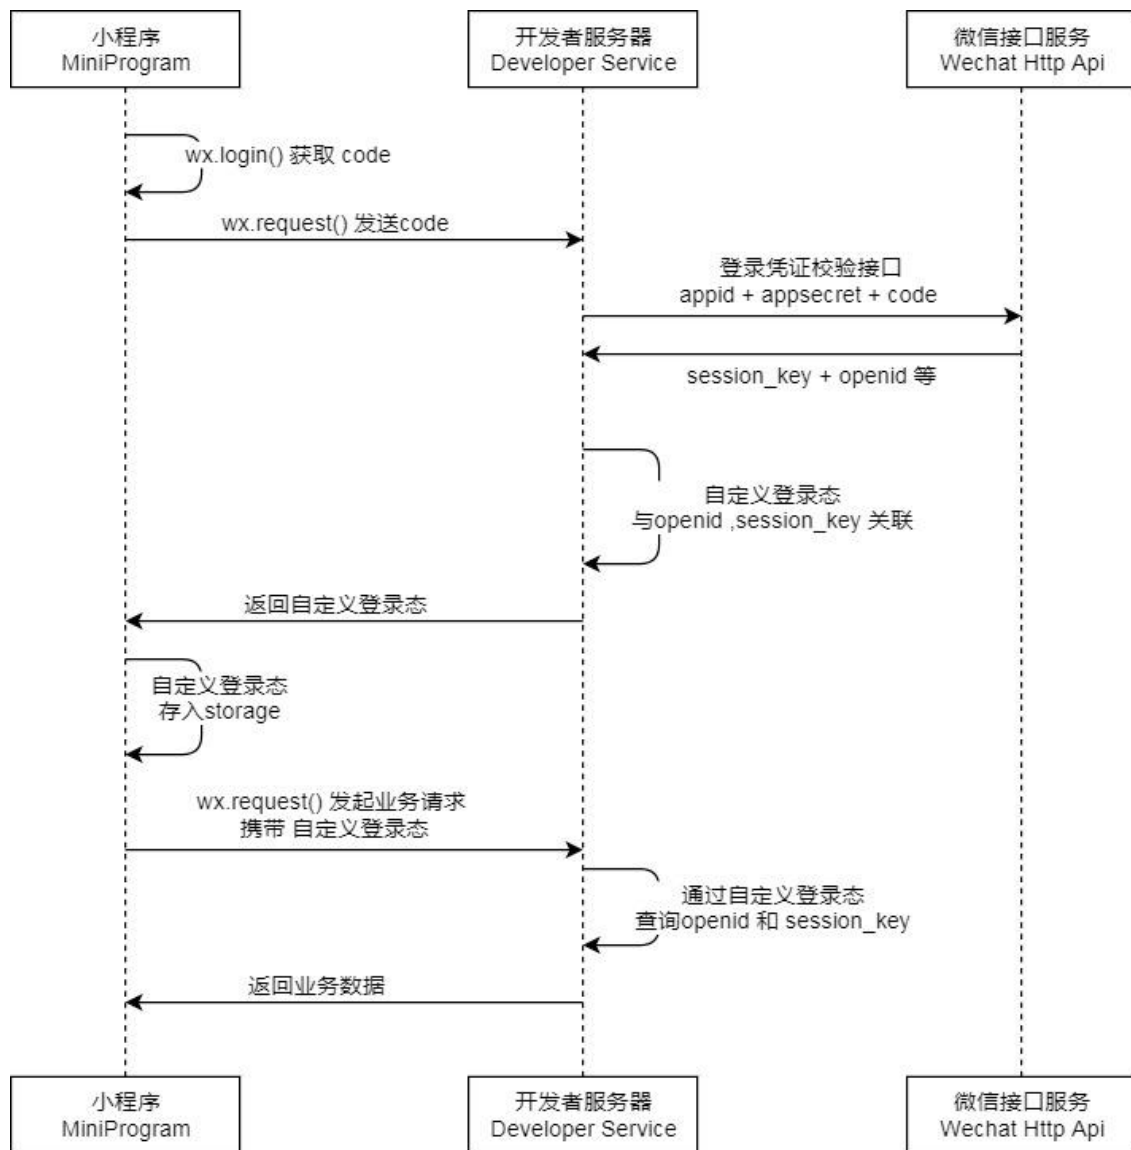 小程序
MiniProgram
开发者服务器
Developer Service
微信接口服务
Wechat Http Api
wx.login() 获取 code
wx.request() 发送code
登录凭证校验接口
appid + appsecret + code
session_key + openid 等
自定义登录态
与openid ,session_key 关联
返回自定义登录态
自定义登录态
存入storage
wx.request() 发起业务请求
携带 自定义登录态
通过自定义登录态
查询openid 和 session_key
返回业务数据
小程序
MiniProgram
开发者服务器
Developer Service
微信接口服务
Wechat Http Api